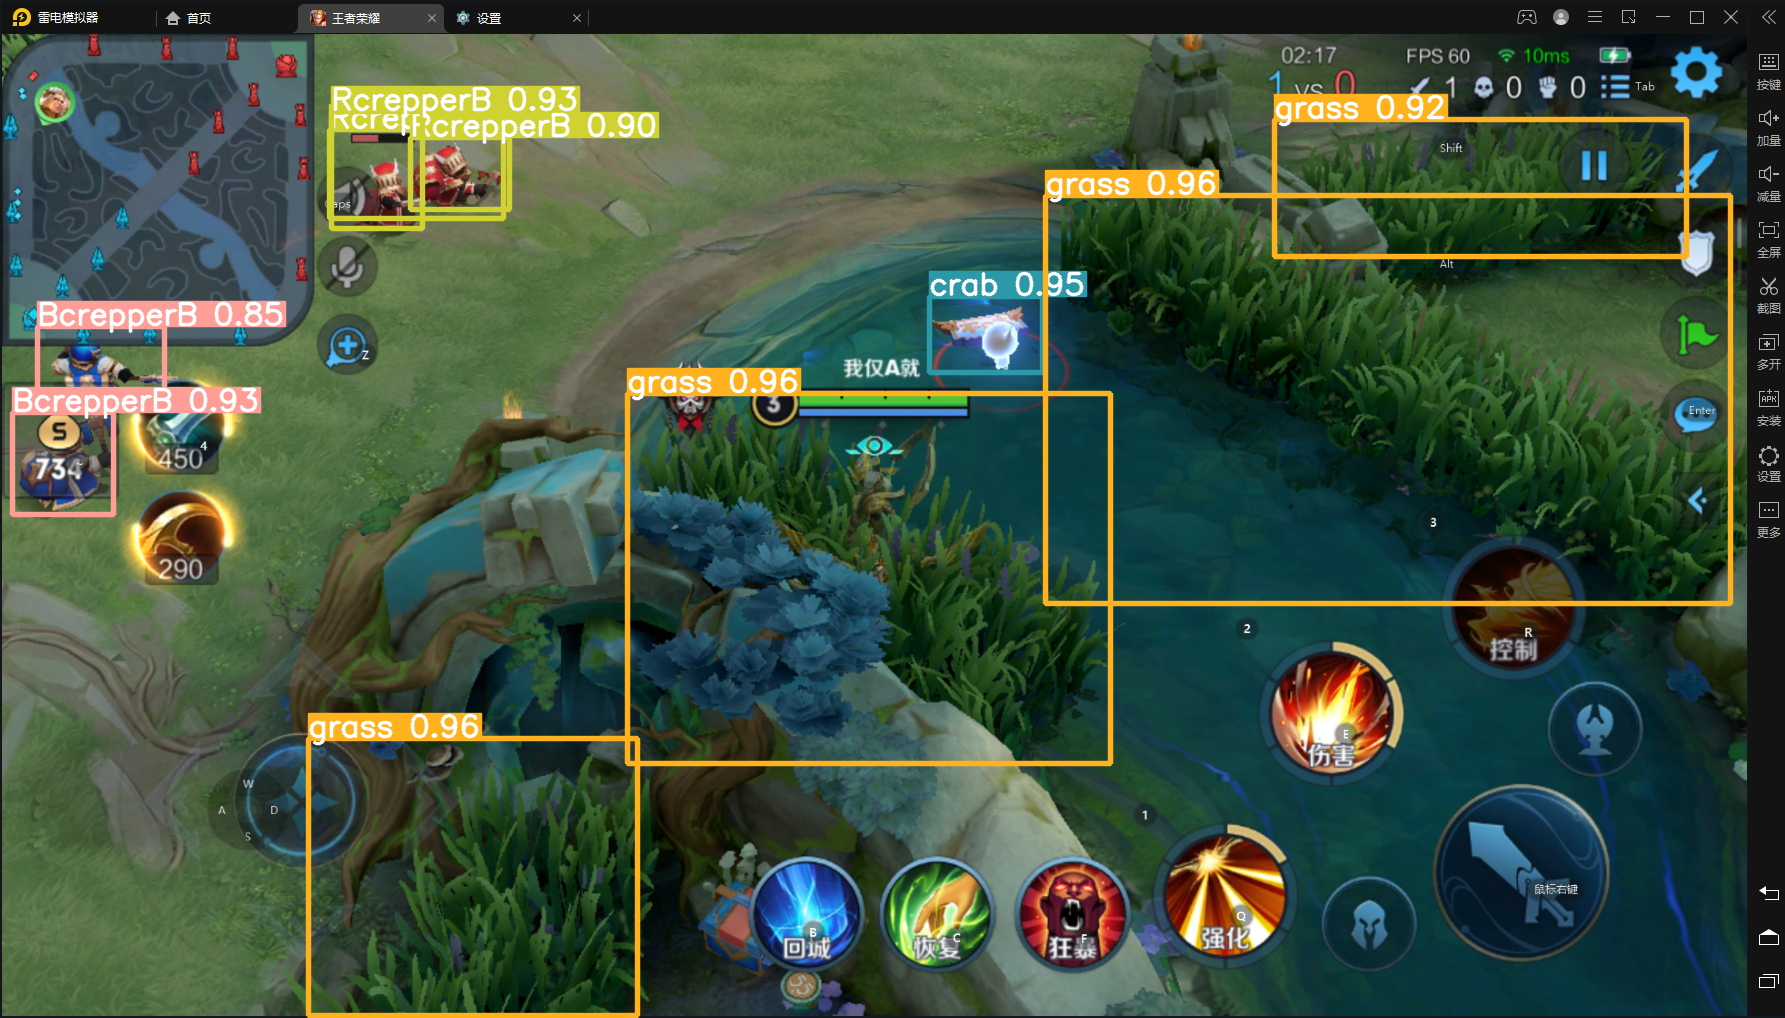 雷电模拟器
首页
王者荣耀
设置
02:17
FPS 60
10ms
1 vs 0
1
0
0
Tab
按键
加量
减量
全屏
截图
多开
安装
设置
更多
RcrepperB 0.93
RcrepperB 0.90
grass 0.92
Shift
grass 0.96
Alt
aps
crab 0.95
BcrepperB 0.85
Z
我仅A就
grass 0.96
3
BcrepperB 0.93
S
734
4
450
290
Enter
APK
3
2
R
控制
E
伤害
grass 0.96
W
A
D
S
1
鼠标右键
B
回城
C
恢复
F
狂暴
Q
强化